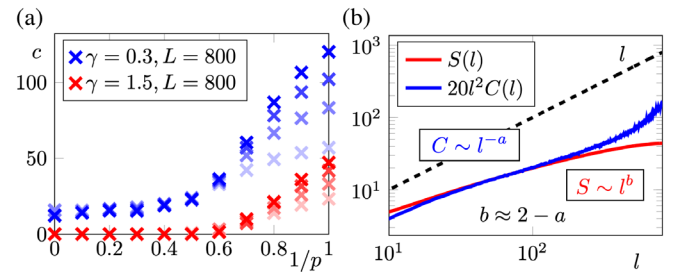 (a)
c
γ = 0.3, L = 800
γ = 1.5, L = 800
100
50
0
0 0.2 0.4 0.6 0.8 1
1/p
(b)
10³
10²
10¹
S(l)
20l²C(l)
l
C ∼ l⁻ᵃ
S ∼ lᵇ
b ≈ 2 − a
10¹ 10² l